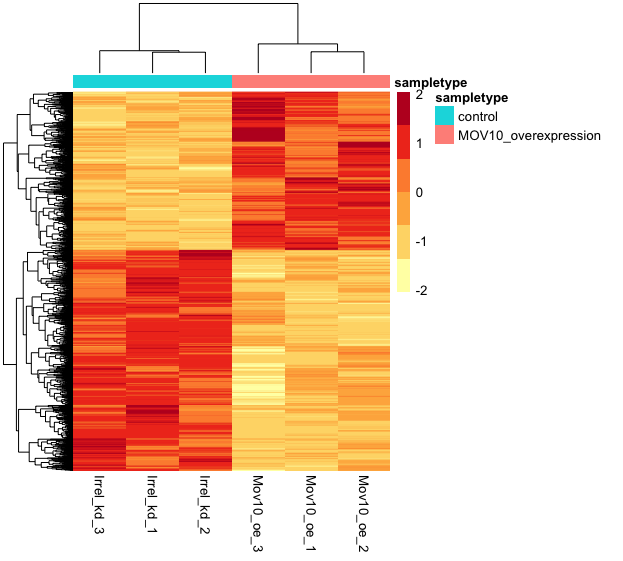 sampletype
2
1
0
-1
-2
sampletype
control
MOV10_overexpression
Irrel_kd_3
Irrel_kd_1
Irrel_kd_2
Mov10_oe_3
Mov10_oe_1
Mov10_oe_2